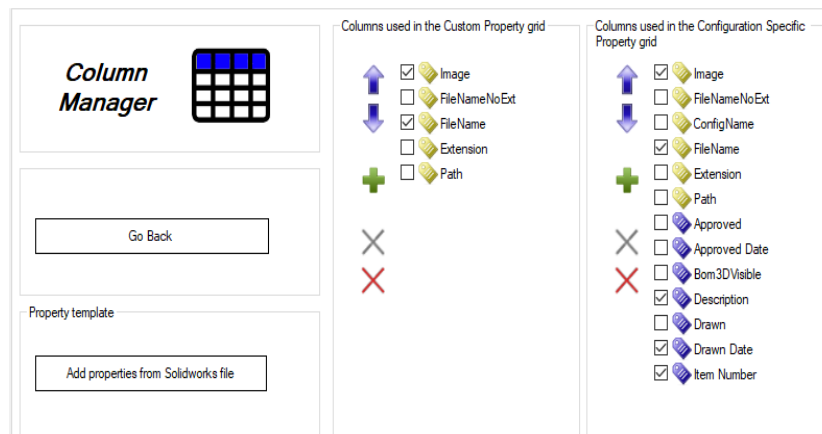 Column
Manager
Go Back
Property template
Add properties from Solidworks file
Columns used in the Custom Property grid
Image
FileNameNoExt
FileName
Extension
Path
Columns used in the Configuration Specific
Property grid
Image
FileNameNoExt
ConfigName
FileName
Extension
Path
Approved
Approved Date
Bom3DVisible
Description
Drawn
Drawn Date
Item Number